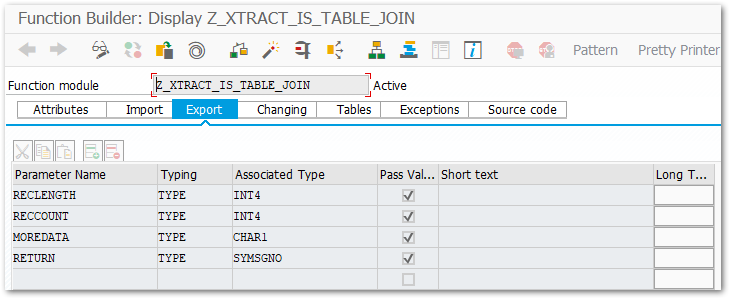 Function Builder: Display Z_XTRACT_IS_TABLE_JOIN
Pattern Pretty Printer
Function module Z_XTRACT_IS_TABLE_JOIN Active
Attributes Import Export Changing Tables Exceptions Source code
Parameter Name Typing Associated Type Pass Val... Short text Long T...
RECLENGTH TYPE INT4
RECCOUNT TYPE INT4
MOREDATA TYPE CHAR1
RETURN TYPE SYMSGNO